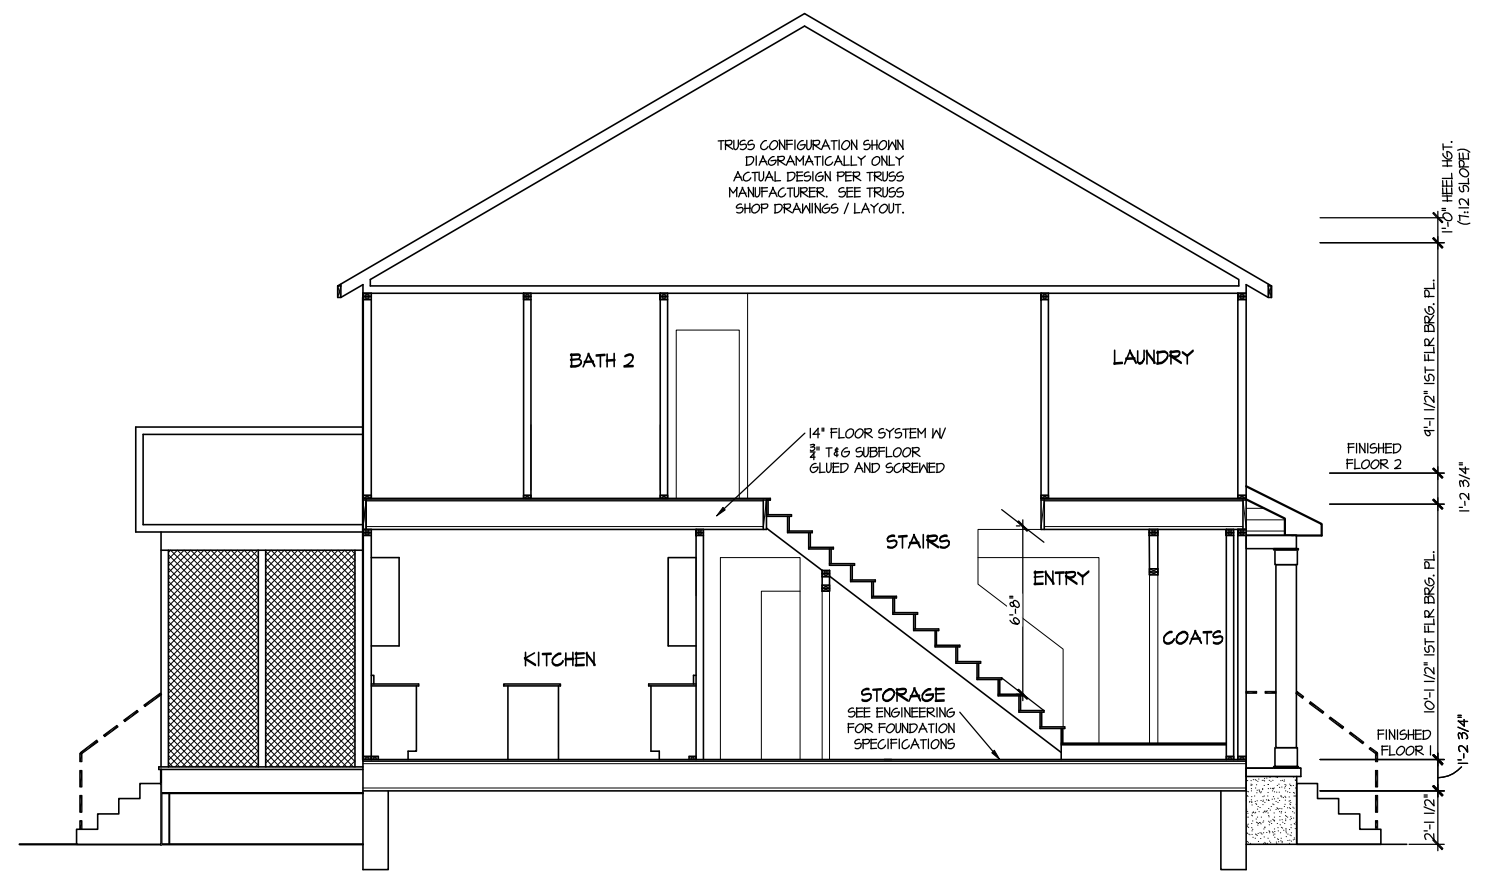 TRUSS CONFIGURATION SHOWN
DIAGRAMATICALLY ONLY
ACTUAL DESIGN PER TRUSS
MANUFACTURER. SEE TRUSS
SHOP DRAWINGS / LAYOUT.
1'-0" HEEL HGT.
(7:12 SLOPE)
BATH 2
LAUNDRY
9'-1 1/2" 1ST FLR BRG. PL.
14" FLOOR SYSTEM W/
3/4" T&G SUBFLOOR
GLUED AND SCREWED
FINISHED
FLOOR 2
1'-2 3/4"
STAIRS
ENTRY
6'-8"
COATS
10'-1 1/2" 1ST FLR BRG. PL.
KITCHEN
STORAGE
SEE ENGINEERING
FOR FOUNDATION
SPECIFICATIONS
FINISHED
FLOOR 1
1'-2 3/4"
2'-1 1/2"